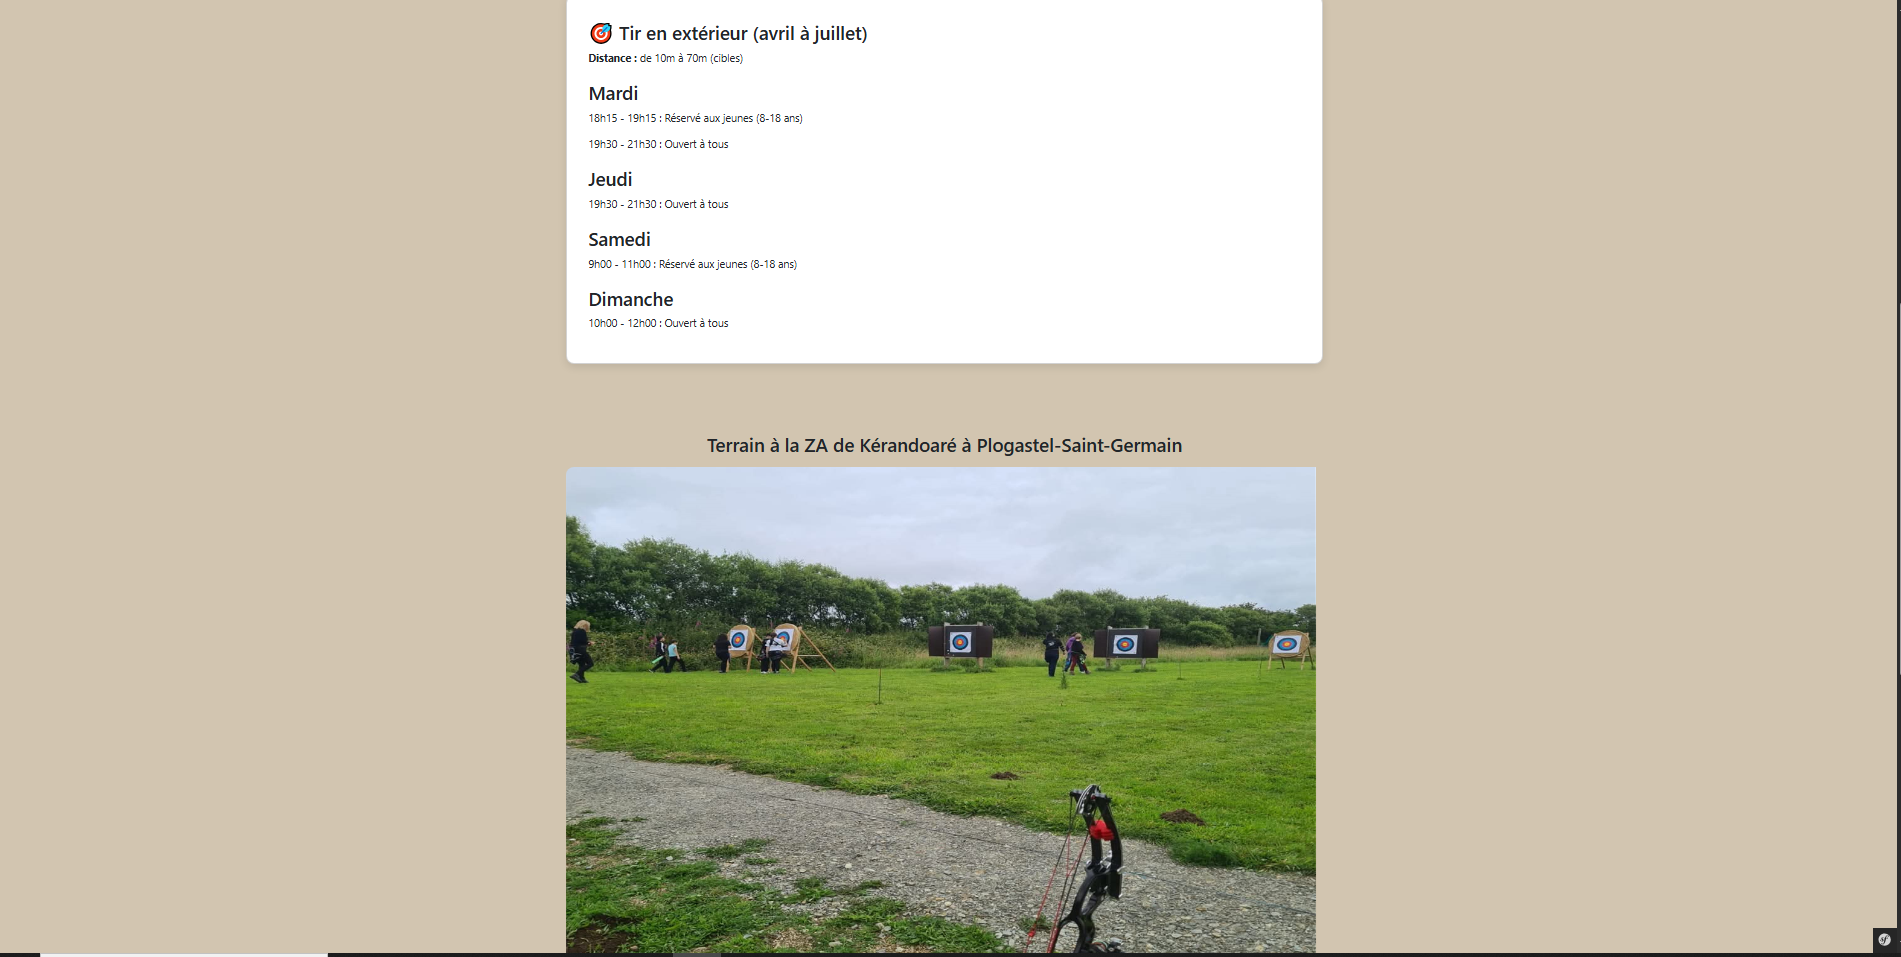 Tir en extérieur (avril à juillet)
Distance : de 10m à 70m (cibles)
Mardi
18h15 - 19h15 : Réservé aux jeunes (8-18 ans)
19h30 - 21h30 : Ouvert à tous
Jeudi
19h30 - 21h30 : Ouvert à tous
Samedi
9h00 - 11h00 : Réservé aux jeunes (8-18 ans)
Dimanche
10h00 - 12h00 : Ouvert à tous
Terrain à la ZA de Kérandoaré à Plogastel-Saint-Germain